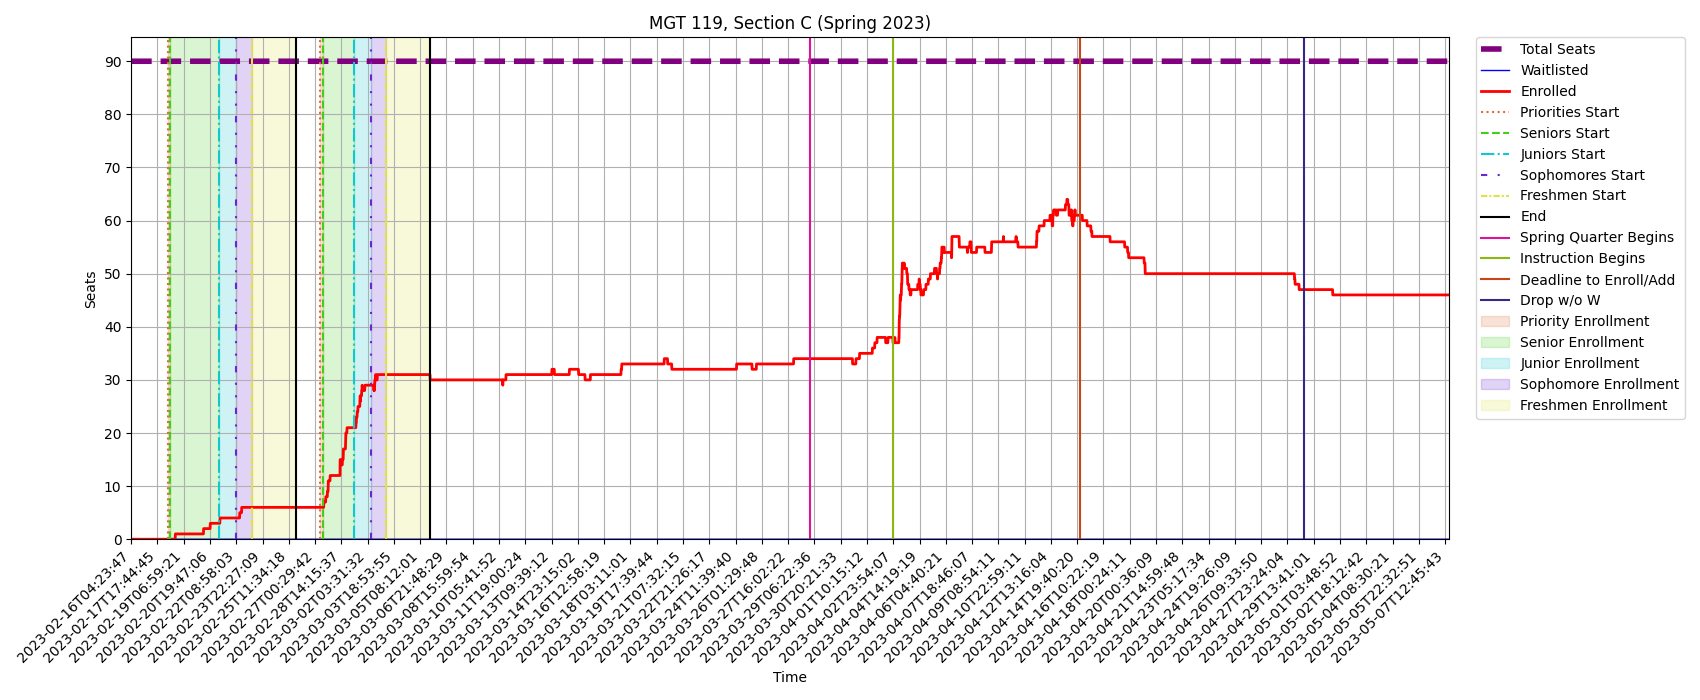 MGT 119, Section C (Spring 2023)
Seats
90
80
70
60
50
40
30
20
10
0
2023-02-16T04:23:47
2023-02-17T17:44:45
2023-02-19T06:59:21
2023-02-20T19:47:06
2023-02-22T08:58:03
2023-02-23T22:27:09
2023-02-25T11:34:18
2023-02-27T00:29:42
2023-02-28T14:15:37
2023-03-02T03:31:32
2023-03-03T18:53:55
2023-03-05T08:12:01
2023-03-06T21:48:29
2023-03-08T15:59:54
2023-03-10T05:41:52
2023-03-11T19:00:24
2023-03-13T09:39:12
2023-03-14T23:15:02
2023-03-16T12:58:19
2023-03-18T03:11:01
2023-03-19T17:39:44
2023-03-21T07:32:15
2023-03-22T21:26:17
2023-03-24T11:39:40
2023-03-26T01:29:48
2023-03-27T16:02:22
2023-03-29T06:22:36
2023-03-30T20:21:33
2023-04-01T10:15:12
2023-04-02T23:54:07
2023-04-04T14:19:19
2023-04-06T04:40:21
2023-04-07T18:46:07
2023-04-09T08:54:11
2023-04-10T22:59:11
2023-04-12T13:16:04
2023-04-14T19:40:20
2023-04-16T10:22:19
2023-04-18T00:24:11
2023-04-20T00:36:09
2023-04-21T14:59:48
2023-04-23T05:17:34
2023-04-24T19:26:09
2023-04-26T09:33:50
2023-04-27T23:24:04
2023-04-29T13:41:01
2023-05-01T03:48:52
2023-05-02T18:12:42
2023-05-04T08:30:21
2023-05-05T22:32:51
2023-05-07T12:45:43
Time
Total Seats
Waitlisted
Enrolled
Priorities Start
Seniors Start
Juniors Start
Sophomores Start
Freshmen Start
End
Spring Quarter Begins
Instruction Begins
Deadline to Enroll/Add
Drop w/o W
Priority Enrollment
Senior Enrollment
Junior Enrollment
Sophomore Enrollment
Freshmen Enrollment